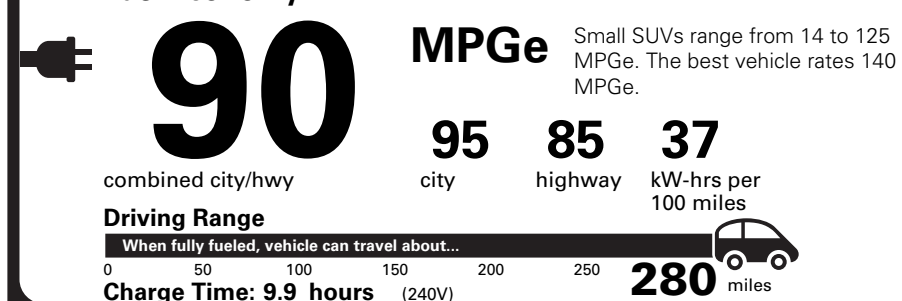 90
MPGe
Small SUVs range from 14 to 125
MPGe. The best vehicle rates 140
MPGe.
95
85
37
combined city/hwy
city
highway
kW-hrs per
100 miles
Driving Range
When fully fueled, vehicle can travel about...
0 50 100 150 200 250 280 miles
Charge Time: 9.9 hours (240V)